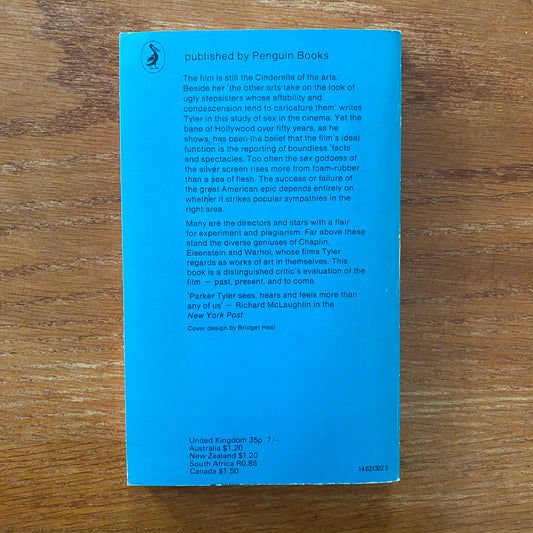 published by Penguin Books
The film is still the Cinderella of the arts.
Beside her 'the other arts take on the look of
ugly stepsisters whose affability and
condescension tend to caricature them' writes
Tyler in this study of sex in the cinema. Yet the
bane of Hollywood over fifty years, as he
shows, has been the belief that the film's ideal
function is the reporting of boundless 'facts'
and spectacles. Too often the sex goddess of
the silver screen rises more from foam-rubber
than a sea of flesh. The success or failure of
the great American epic depends entirely on
whether it strikes popular sympathies in the
right area.
Many are the directors and stars with a flair
for experiment and plagiarism. Far above these
stand the diverse geniuses of Chaplin,
Eisenstein and Warhol, whose films Tyler
regards as works of art in themselves. This
book is a distinguished critic's evaluation of the
film – past, present, and to come.
'Parker Tyler sees, hears and feels more than
any of us' – Richard McLaughlin in the
New York Post
Cover design by Bridget Heal
United Kingdom 35p 7/–
Australia $1.20
New Zealand $1.20
South Africa R0.85
Canada $1.50
14 021302 3